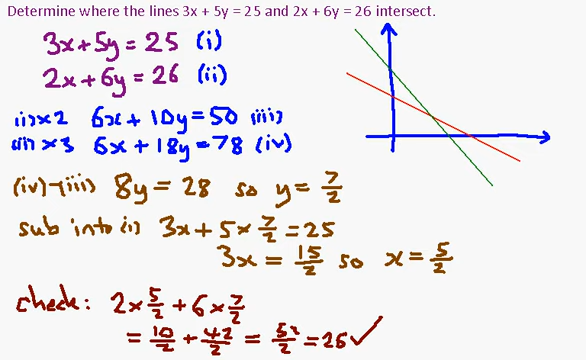 Determine where the lines 3x + 5y = 25 and 2x + 6y = 26 intersect.
3x+5y = 25 (i)
2x+6y = 26 (ii)
(i)×2 6x + 10y = 50 (iii)
(ii)×3 6x + 18y = 78 (iv)
(iv)-(iii) 8y = 28 so y = 7/2
sub into (i) 3x + 5 × 7/2 = 25
3x = 15/2 so x = 5/2
check: 2 × 5/2 + 6 × 7/2
= 10/2 + 42/2 = 52/2 = 26 ✓